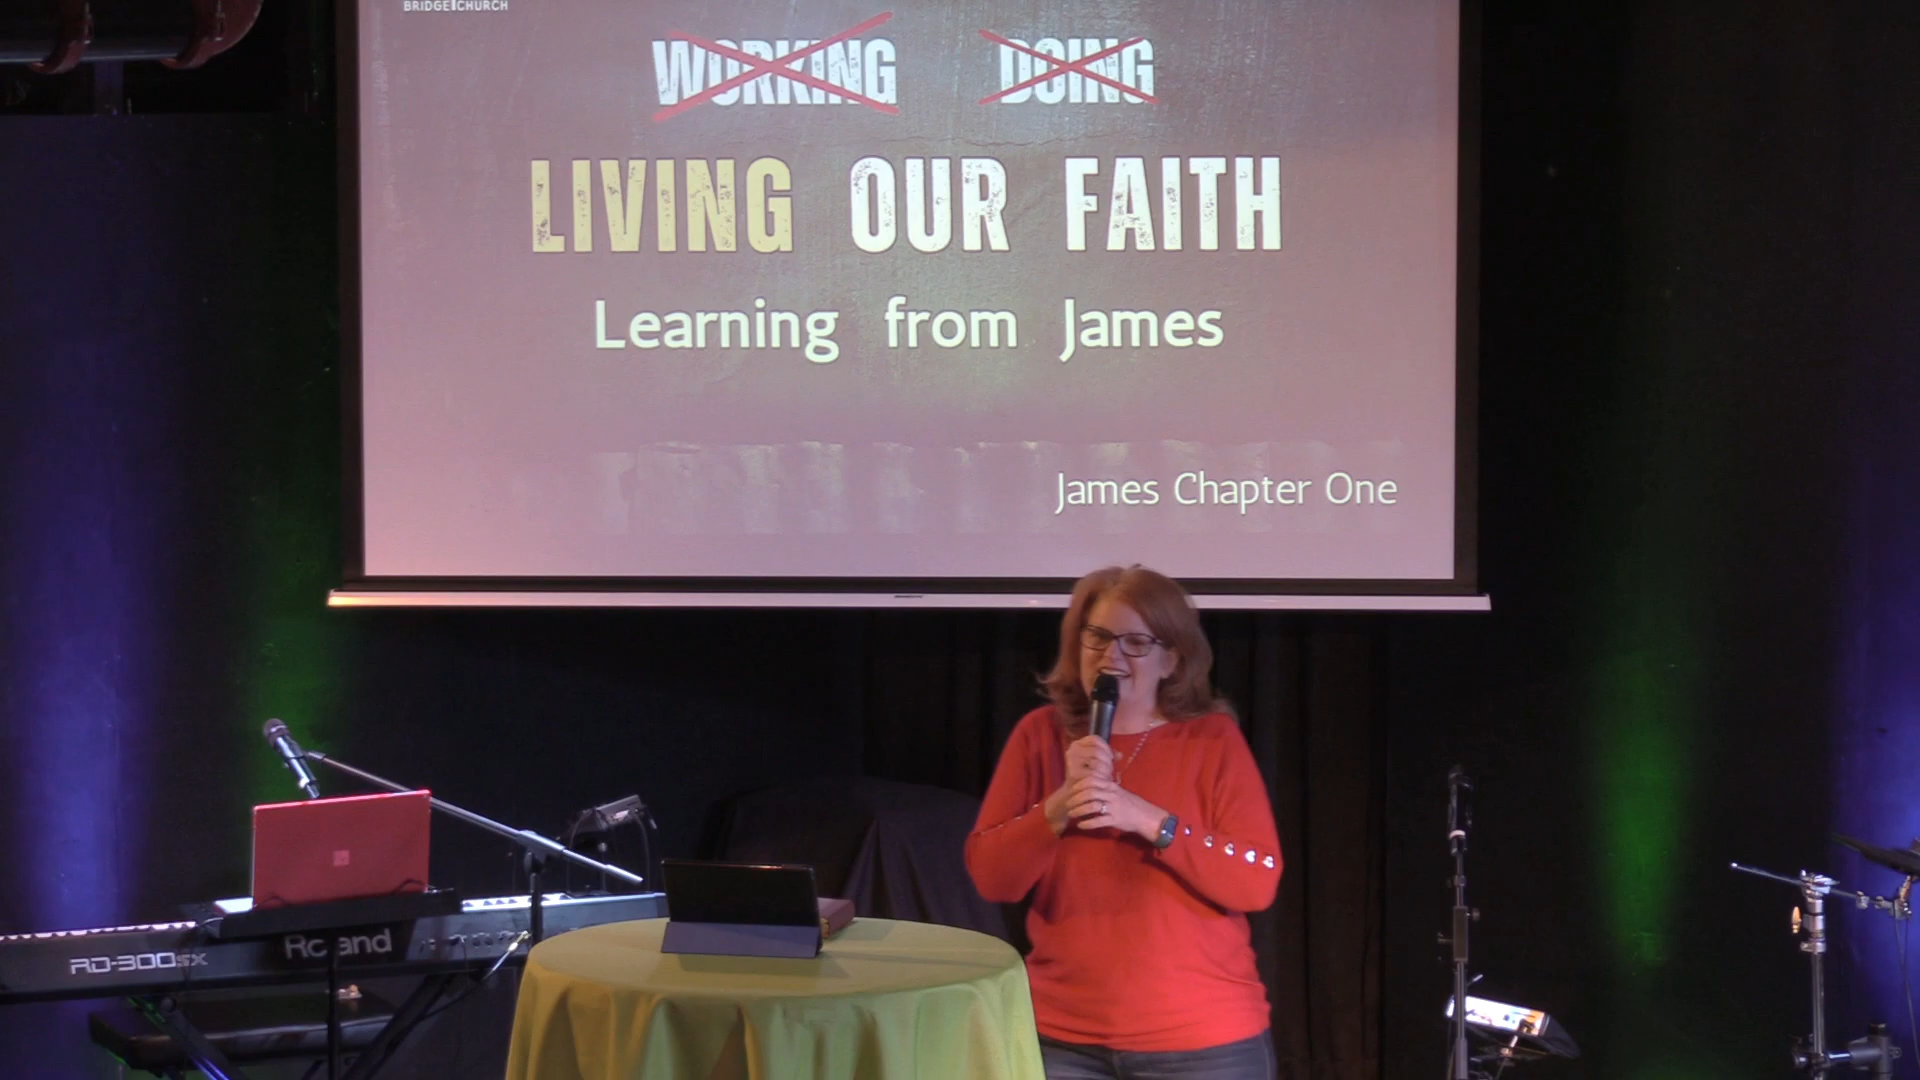 BRIDGE CHURCH
WORKING DOING
LIVING OUR FAITH
Learning from James
James Chapter One
Roland
RD-300SX